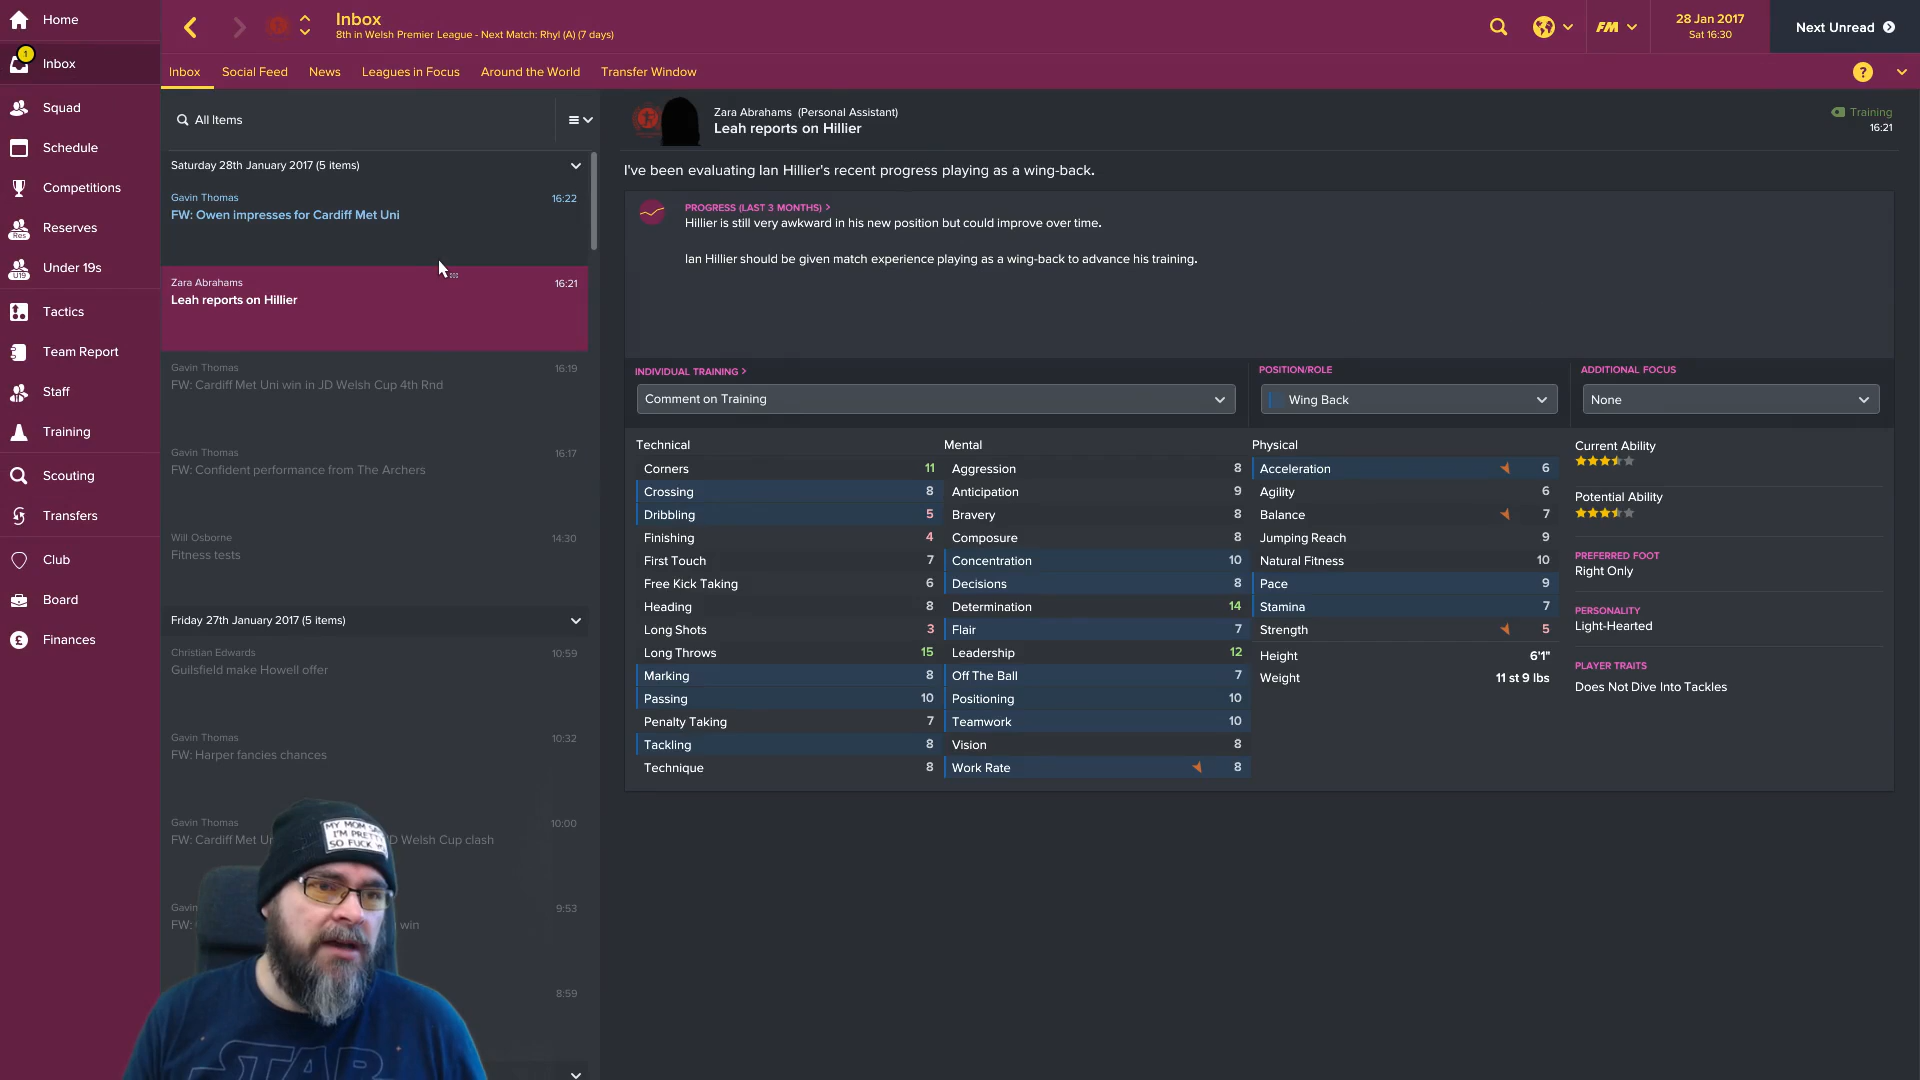 Home
Inbox
8th in Welsh Premier League - Next Match: Rhyl (A) (7 days)
FM
28 Jan 2017
Sat 16:30
Next Unread
1
Inbox
Inbox
Social Feed
News
Leagues in Focus
Around the World
Transfer Window
?
Squad
Schedule
Competitions
Res
Reserves
U19
Under 19s
Tactics
Team Report
Staff
Training
Scouting
Transfers
Club
Board
Finances
All Items
Saturday 28th January 2017 (5 items)
Gavin Thomas
16:22
FW: Owen impresses for Cardiff Met Uni
Zara Abrahams
16:21
Leah reports on Hillier
Gavin Thomas
16:19
FW: Cardiff Met Uni win in JD Welsh Cup 4th Rnd
Gavin Thomas
16:17
FW: Confident performance from The Archers
Will Osborne
14:30
Fitness tests
Friday 27th January 2017 (5 items)
Christian Edwards
10:59
Guilsfield make Howell offer
Gavin Thomas
10:32
FW: Harper fancies chances
Gavin Thomas
10:00
FW: Cardiff Met Un
D Welsh Cup clash
Gavin
9:53
FW:
win
8:59
MY MOM
I'M PRETTY
SO FUCK
STAR
Zara Abrahams (Personal Assistant)
Leah reports on Hillier
Training
16:21
I've been evaluating Ian Hillier's recent progress playing as a wing-back.
PROGRESS (LAST 3 MONTHS) >
Hillier is still very awkward in his new position but could improve over time.
Ian Hillier should be given match experience playing as a wing-back to advance his training.
INDIVIDUAL TRAINING >
Comment on Training
POSITION/ROLE
Wing Back
ADDITIONAL FOCUS
None
Technical
Corners 11
Crossing 8
Dribbling 5
Finishing 4
First Touch 7
Free Kick Taking 6
Heading 8
Long Shots 3
Long Throws 15
Marking 8
Passing 10
Penalty Taking 7
Tackling 8
Technique 8
Mental
Aggression 8
Anticipation 9
Bravery 8
Composure 8
Concentration 10
Decisions 8
Determination 14
Flair 7
Leadership 12
Off The Ball 7
Positioning 10
Teamwork 10
Vision 8
Work Rate 8
Physical
Acceleration 6
Agility 6
Balance 7
Jumping Reach 9
Natural Fitness 10
Pace 9
Stamina 7
Strength 5
Height 6'1"
Weight 11 st 9 lbs
Current Ability
Potential Ability
PREFERRED FOOT
Right Only
PERSONALITY
Light-Hearted
PLAYER TRAITS
Does Not Dive Into Tackles